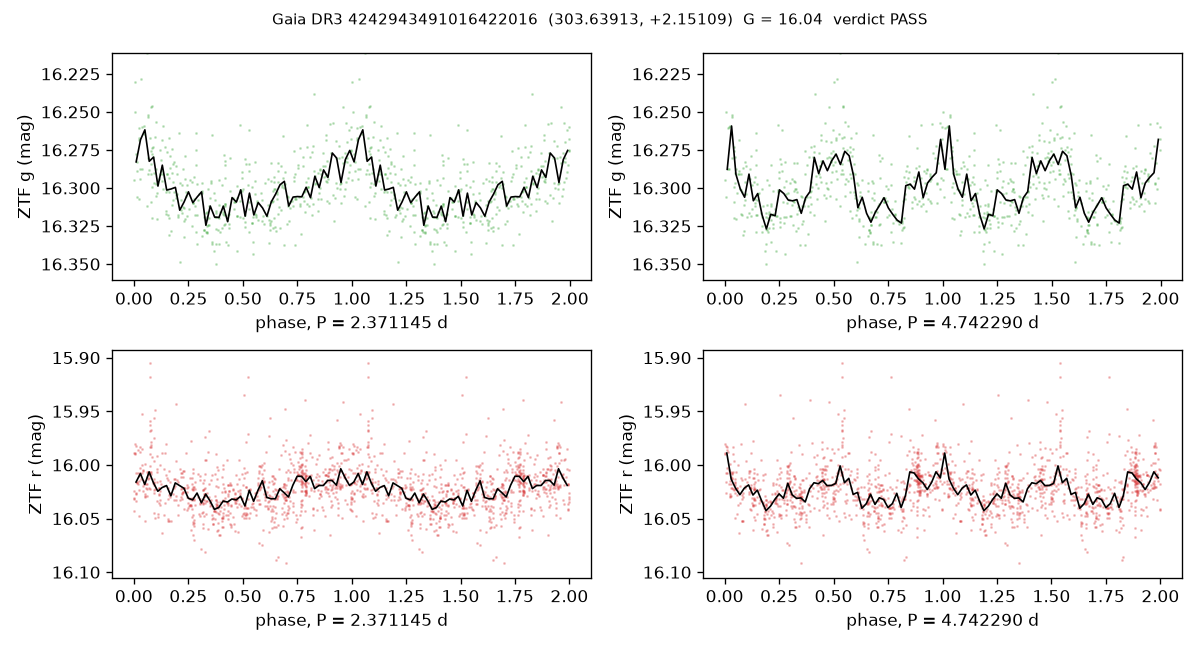 Gaia DR3 4242943491016422016  (303.63913, +2.15109)  G = 16.04  verdict PASS
ZTF g (mag)
16.225
16.250
16.275
16.300
16.325
16.350
0.00 0.25 0.50 0.75 1.00 1.25 1.50 1.75 2.00
phase, P = 2.371145 d
ZTF g (mag)
16.225
16.250
16.275
16.300
16.325
16.350
0.00 0.25 0.50 0.75 1.00 1.25 1.50 1.75 2.00
phase, P = 4.742290 d
ZTF r (mag)
15.90
15.95
16.00
16.05
16.10
0.00 0.25 0.50 0.75 1.00 1.25 1.50 1.75 2.00
phase, P = 2.371145 d
ZTF r (mag)
15.90
15.95
16.00
16.05
16.10
0.00 0.25 0.50 0.75 1.00 1.25 1.50 1.75 2.00
phase, P = 4.742290 d